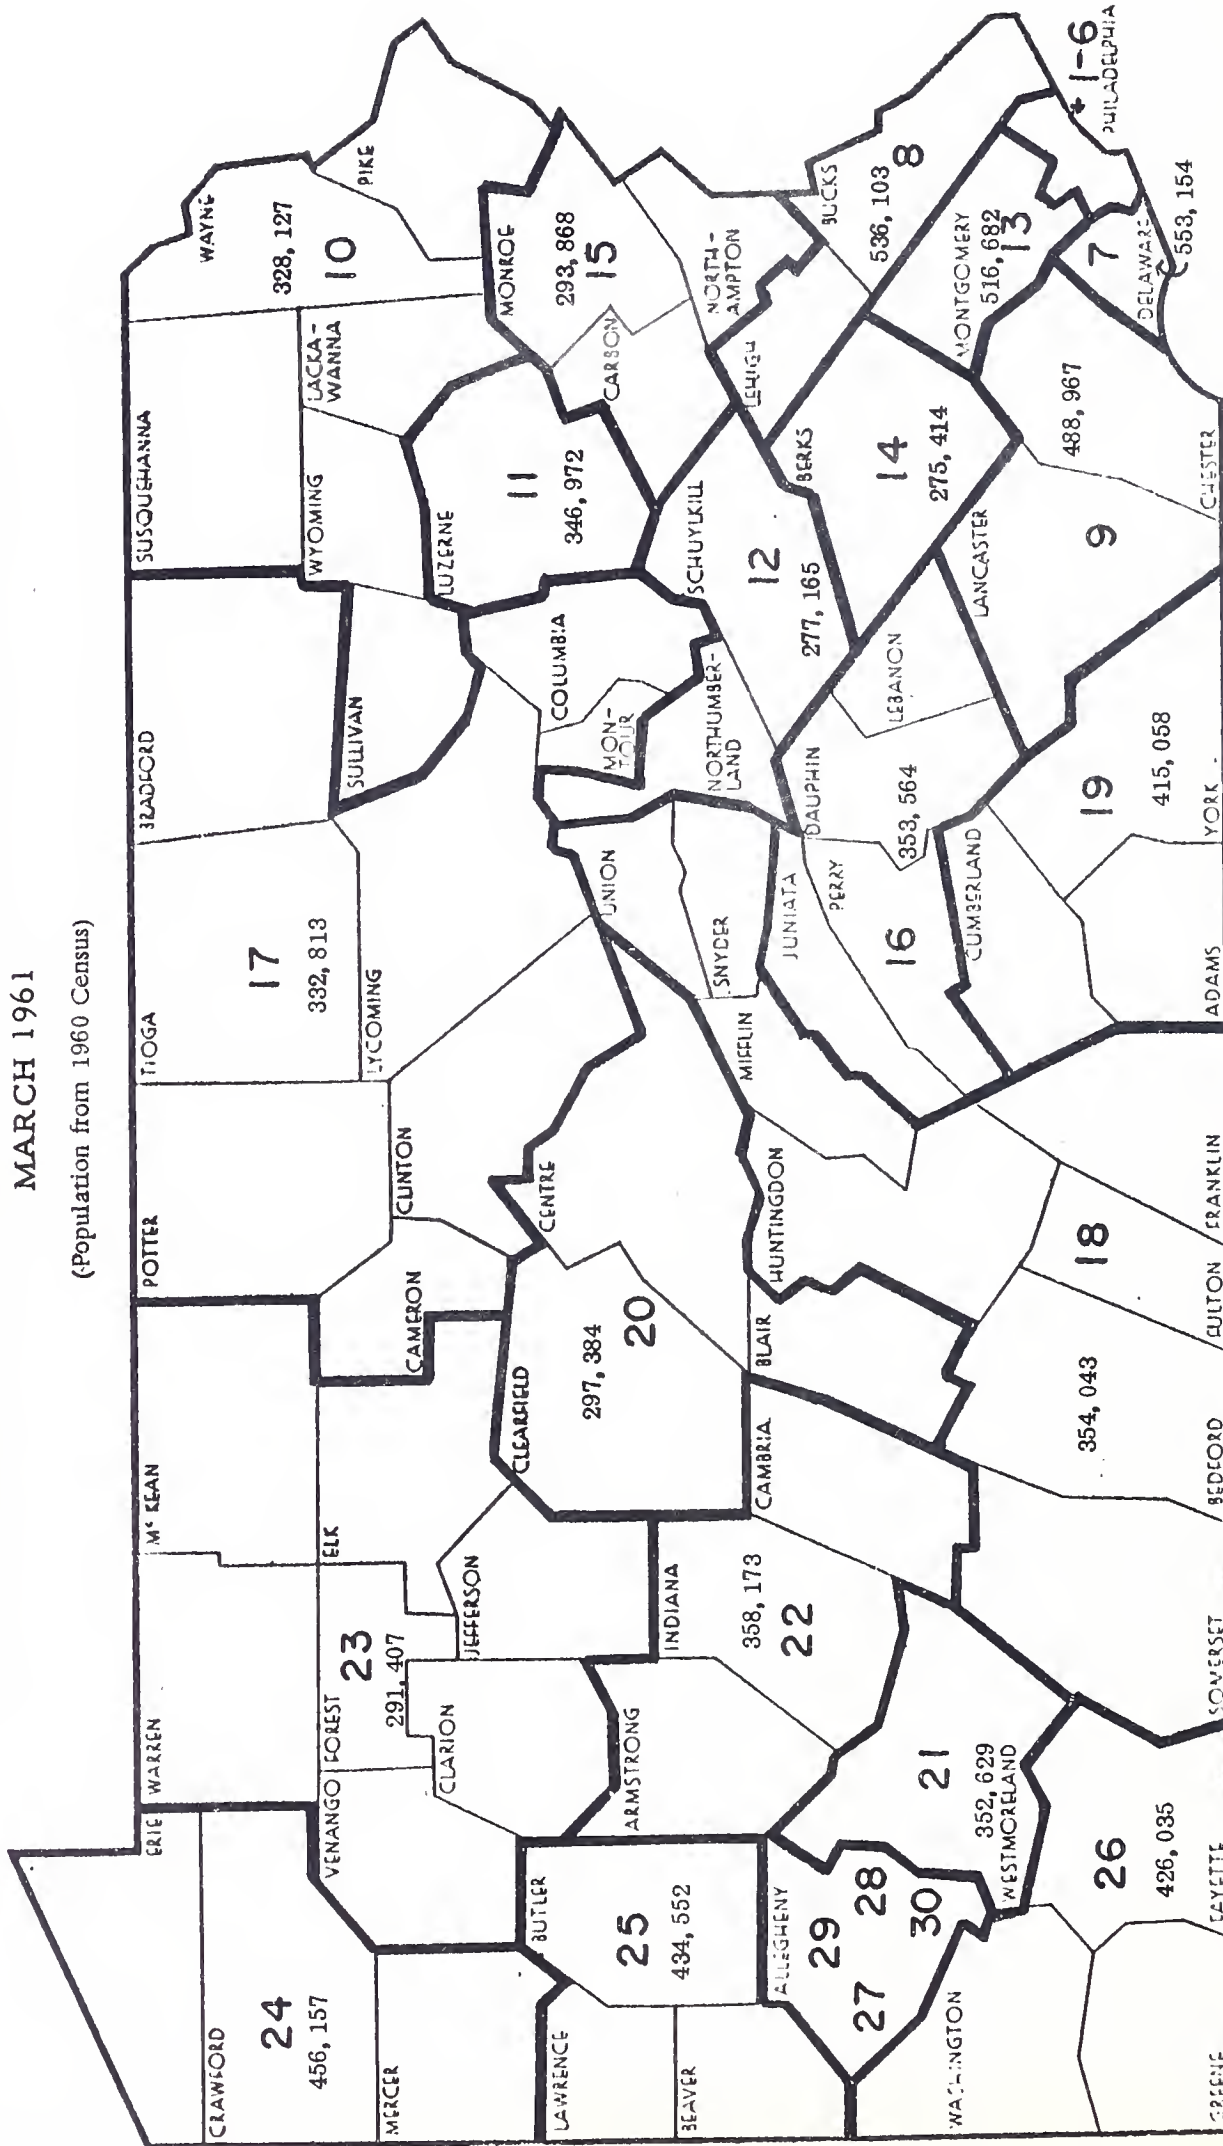 MARCH 1961
(Population from 1960 Census)
ERIE
WARREN
McKEAN
POTTER
TIOGA
BRADFORD
SUSQUEHANNA
WAYNE
328, 127
10
PIKE
CRAWFORD
24
456, 157
MERCER
VENANGO
FOREST
23
291, 407
ELK
CAMERON
CLINTON
LYCOMING
17
332, 813
SULLIVAN
WYOMING
LACKA-
WANNA
LUZERNE
11
346, 972
MONROE
293, 868
15
CARBON
NORTH-
AMPTON
CLARION
JEFFERSON
CLEARFIELD
297, 384
20
CENTRE
UNION
COLUMBIA
MON-
TOUR
NORTHUMBER-
LAND
SCHUYLKILL
12
277, 165
LEHIGH
BUCKS
536, 103
8
LAWRENCE
BUTLER
25
434, 552
BEAVER
ARMSTRONG
INDIANA
358, 173
22
CAMBRIA
BLAIR
HUNTINGDON
MIFFLIN
SNYDER
JUNIATA
PERRY
DAUPHIN
353, 564
16
LEBANON
BERKS
14
275, 414
MONTGOMERY
516, 682
13
* 1-6
PHILADELPHIA
7
DELAWARE
553, 154
ALLEGHENY
29
28
27
30
21
352, 629
WESTMORELAND
WASHINGTON
CUMBERLAND
LANCASTER
9
488, 967
CHESTER
19
415, 058
YORK
ADAMS
18
354, 043
FRANKLIN
FULTON
BEDFORD
SOMERSET
26
426, 035
FAYETTE
GREENE